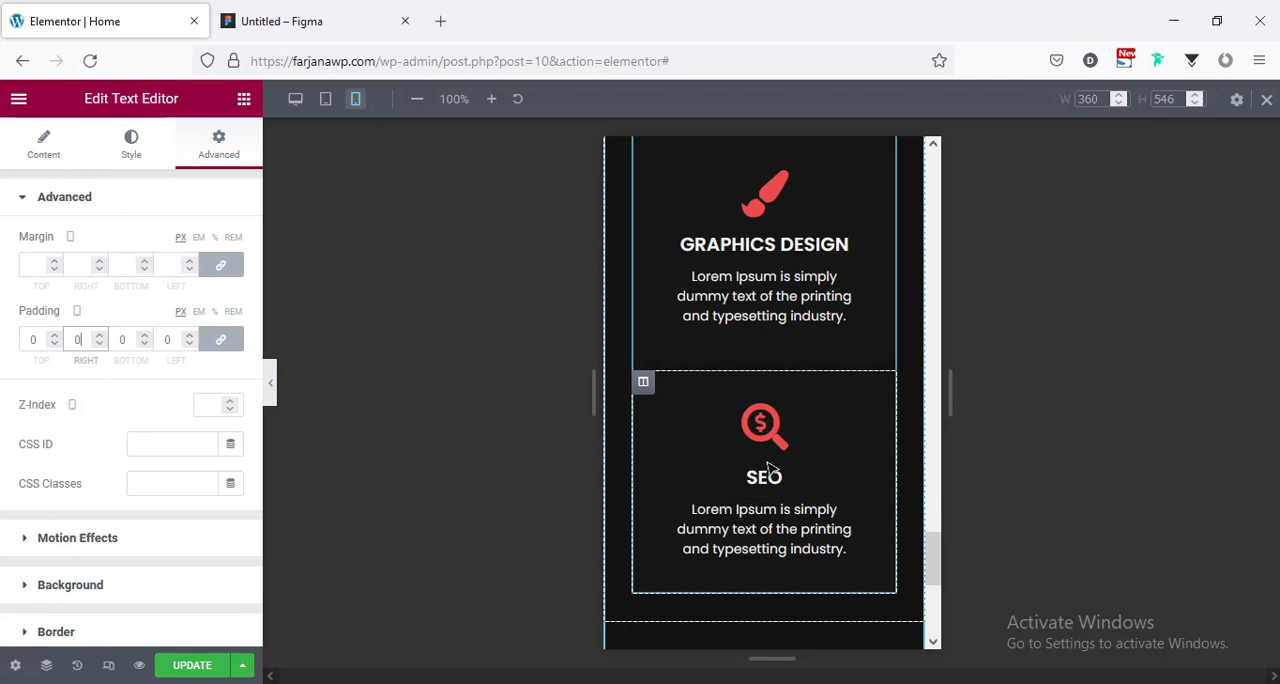 Elementor | Home
Untitled – Figma
https://farjanawp.com/wp-admin/post.php?post=10&action=elementor#
New
Edit Text Editor
100%
W 360
H 546
Content
Style
Advanced
Advanced
Margin
PX EM % REM
TOP RIGHT BOTTOM LEFT
Padding
PX EM % REM
0 0 0 0
TOP RIGHT BOTTOM LEFT
Z-Index
CSS ID
CSS Classes
Motion Effects
Background
Border
UPDATE
GRAPHICS DESIGN
Lorem Ipsum is simply
dummy text of the printing
and typesetting industry.
SEO
Lorem Ipsum is simply
dummy text of the printing
and typesetting industry.
Activate Windows
Go to Settings to activate Windows.